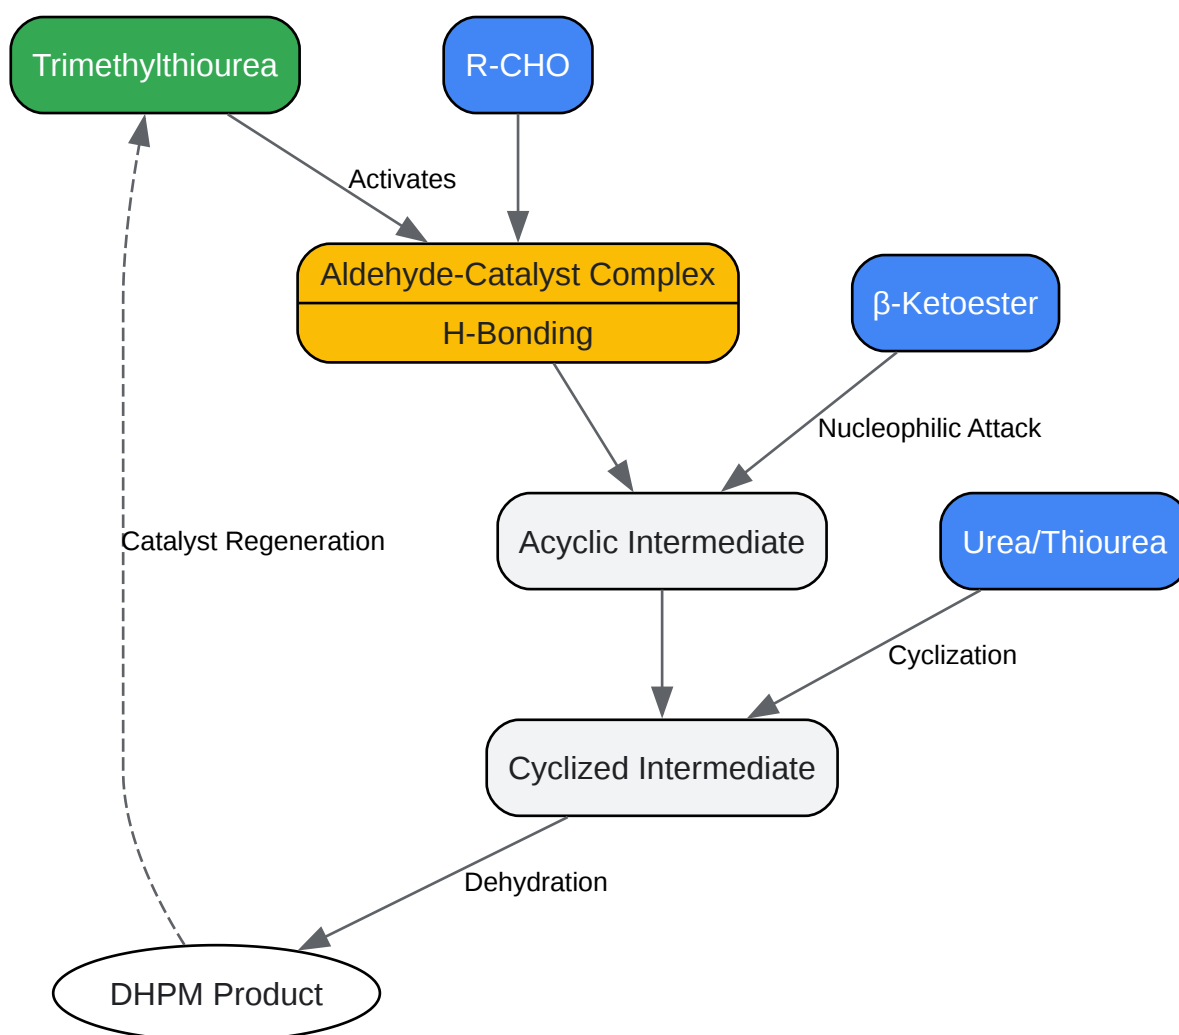 Trimethylthiourea
R-CHO
Activates
Aldehyde-Catalyst Complex
H-Bonding
β-Ketoester
Nucleophilic Attack
Acyclic Intermediate
Urea/Thiourea
Catalyst Regeneration
Cyclization
Cyclized Intermediate
Dehydration
DHPM Product